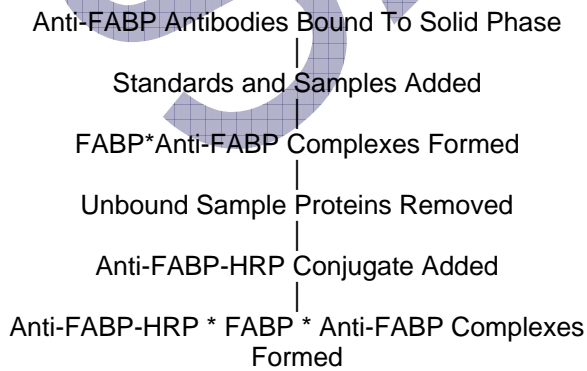 Anti-FABP Antibodies Bound To Solid Phase
Standards and Samples Added
FABP*Anti-FABP Complexes Formed
Unbound Sample Proteins Removed
Anti-FABP-HRP Conjugate Added
Anti-FABP-HRP * FABP * Anti-FABP Complexes
Formed